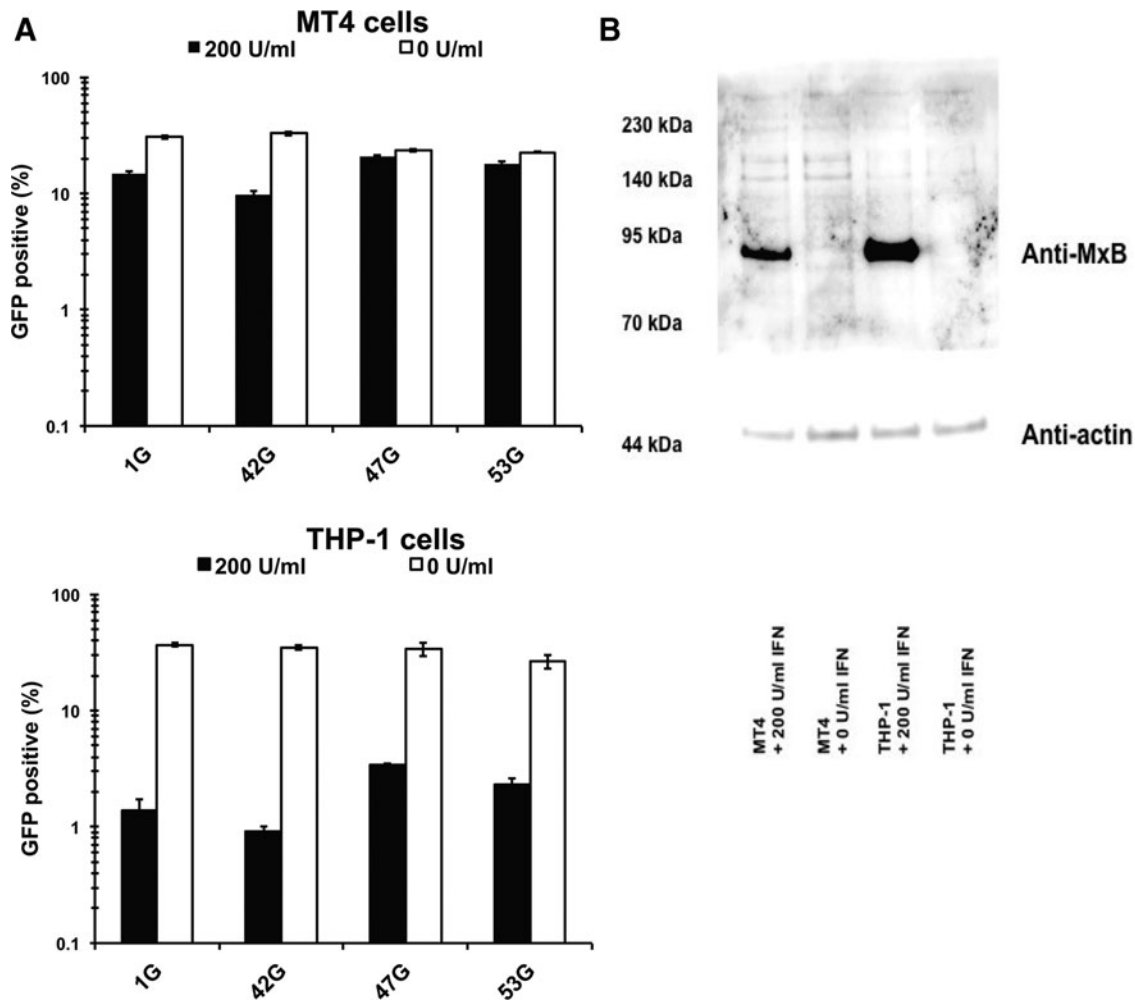 A
MT4 cells
200 U/ml 0 U/ml
GFP positive (%)
100
10
1
0.1
1G 42G 47G 53G
THP-1 cells
200 U/ml 0 U/ml
GFP positive (%)
100
10
1
0.1
1G 42G 47G 53G
B
230 kDa
140 kDa
95 kDa
70 kDa
44 kDa
Anti-MxB
Anti-actin
MT4
+ 200 U/ml IFN
MT4
+ 0 U/ml IFN
THP-1
+ 200 U/ml IFN
THP-1
+ 0 U/ml IFN